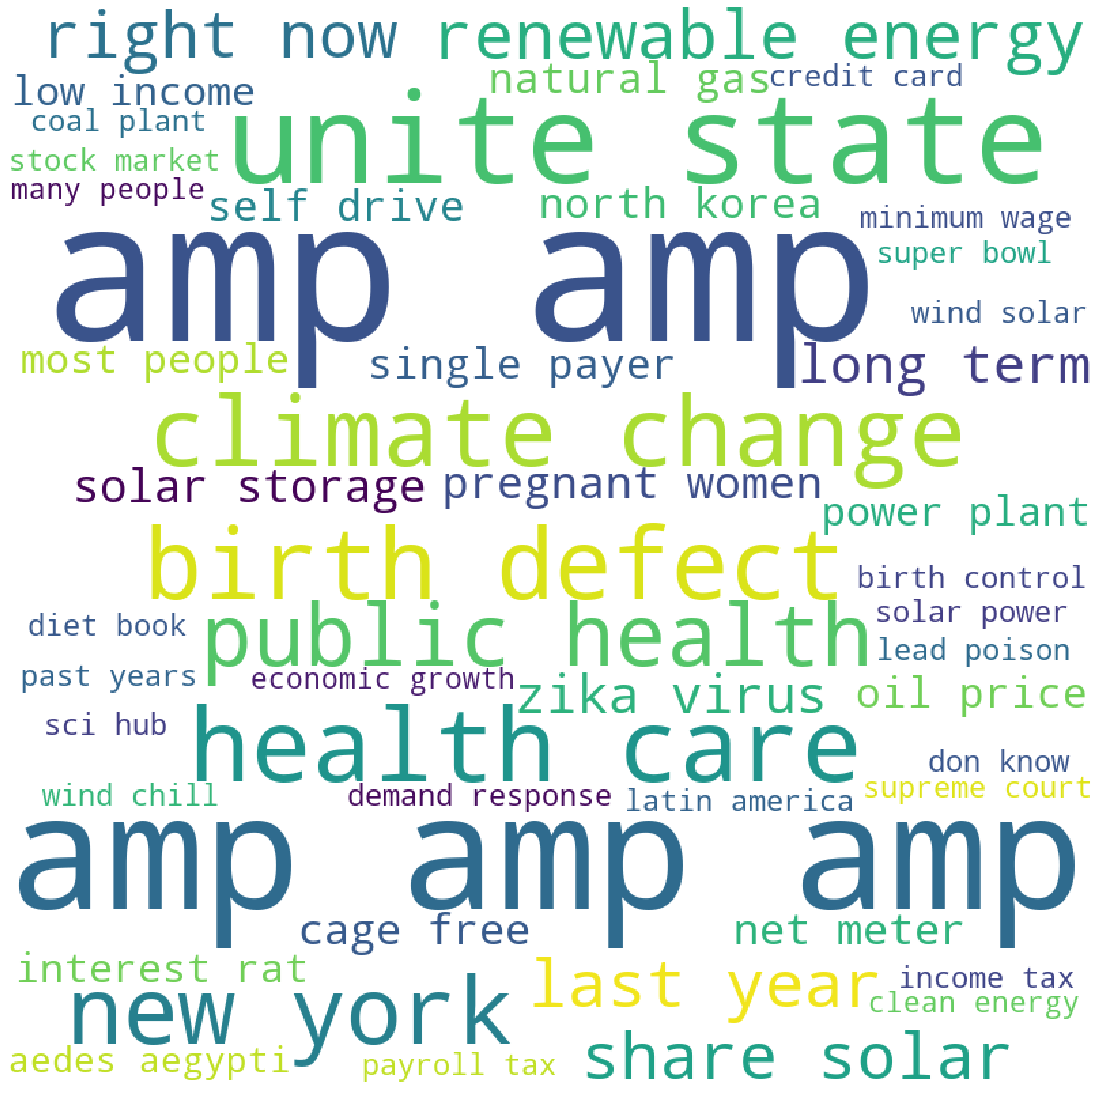 right now renewable energy
low income natural gas credit card
coal plant unite state
stock market
many people self drive north korea minimum wage
super bowl
amp amp
wind solar
most people single payer long term
climate change
solar storage pregnant women
power plant
birth defect birth control
diet book public health solar power
lead poison
past years economic growth zika virus oil price
sci hub health care don know
wind chill demand response latin america supreme court
amp amp amp
cage free net meter
interest rat last year income tax
new york clean energy
aedes aegypti payroll tax share solar